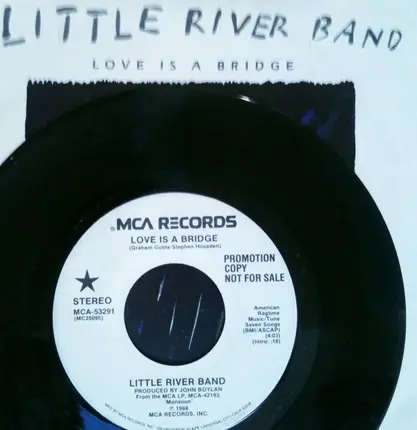 LITTLE RIVER BAND
LOVE IS A BRIDGE
MCA RECORDS
LOVE IS A BRIDGE
(Graham Goble-Stephen Housden)
PROMOTION
COPY
NOT FOR SALE
STEREO
MCA-53291
(MC25095)
American
Ragtime
Music/Tune
Seven Songs
(BMI/ASCAP)
(4:03)
(Intro. :18)
LITTLE RIVER BAND
PRODUCED BY JOHN BOYLAN
From the MCA LP, MCA-42193,
"Monsoon"
℗ 1988
MCA RECORDS, INC.